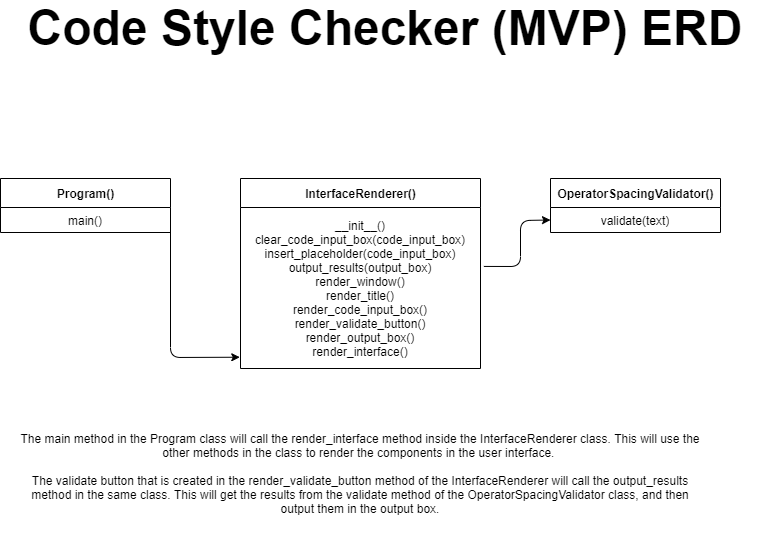 Code Style Checker (MVP) ERD
Program()
main()
InterfaceRenderer()
__init__()
clear_code_input_box(code_input_box)
insert_placeholder(code_input_box)
output_results(output_box)
render_window()
render_title()
render_code_input_box()
render_validate_button()
render_output_box()
render_interface()
OperatorSpacingValidator()
validate(text)
The main method in the Program class will call the render_interface method inside the InterfaceRenderer class. This will use the
other methods in the class to render the components in the user interface.
The validate button that is created in the render_validate_button method of the InterfaceRenderer will call the output_results
method in the same class. This will get the results from the validate method of the OperatorSpacingValidator class, and then
output them in the output box.